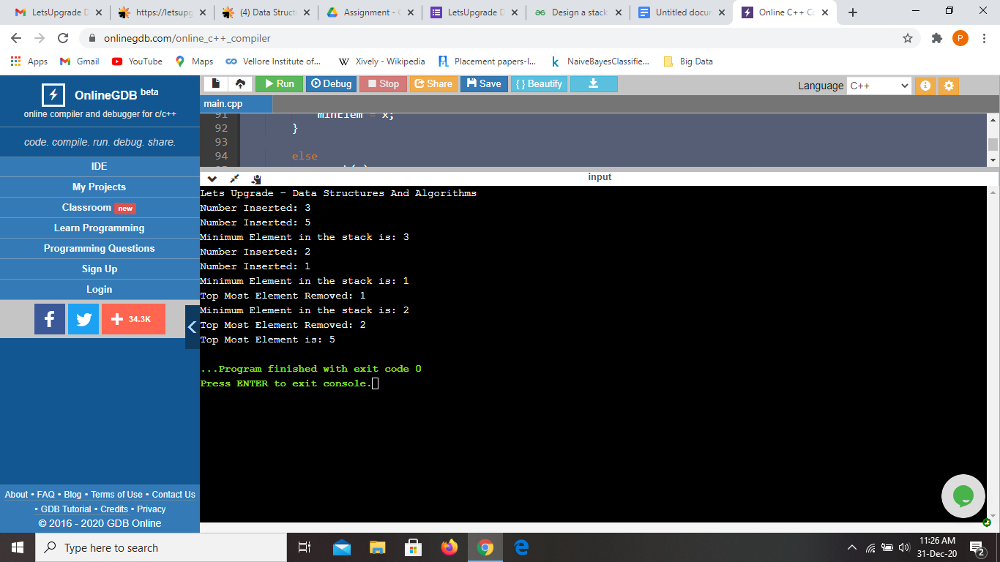 LetsUpgrade D
https://letsupg
(4) Data Struct
Assignment - G
LetsUpgrade D
Design a stack
Untitled docum
Online C++ Co
onlinegdb.com/online_c++_compiler
P
Apps
Gmail
YouTube
Maps
Vellore Institute of...
Xively - Wikipedia
Placement papers-I...
NaiveBayesClassifie...
Big Data
OnlineGDB beta
online compiler and debugger for c/c++
code. compile. run. debug. share.
IDE
My Projects
Classroom new
Learn Programming
Programming Questions
Sign Up
Login
34.3K
About • FAQ • Blog • Terms of Use • Contact Us
• GDB Tutorial • Credits • Privacy
© 2016 - 2020 GDB Online
Run
Debug
Stop
Share
Save
{ } Beautify
Language C++
main.cpp
91 minElem = x;
92 }
93
94 else
input
Lets Upgrade - Data Structures And Algorithms
Number Inserted: 3
Number Inserted: 5
Minimum Element in the stack is: 3
Number Inserted: 2
Number Inserted: 1
Minimum Element in the stack is: 1
Top Most Element Removed: 1
Minimum Element in the stack is: 2
Top Most Element Removed: 2
Top Most Element is: 5
...Program finished with exit code 0
Press ENTER to exit console.
Type here to search
11:26 AM
31-Dec-20
2